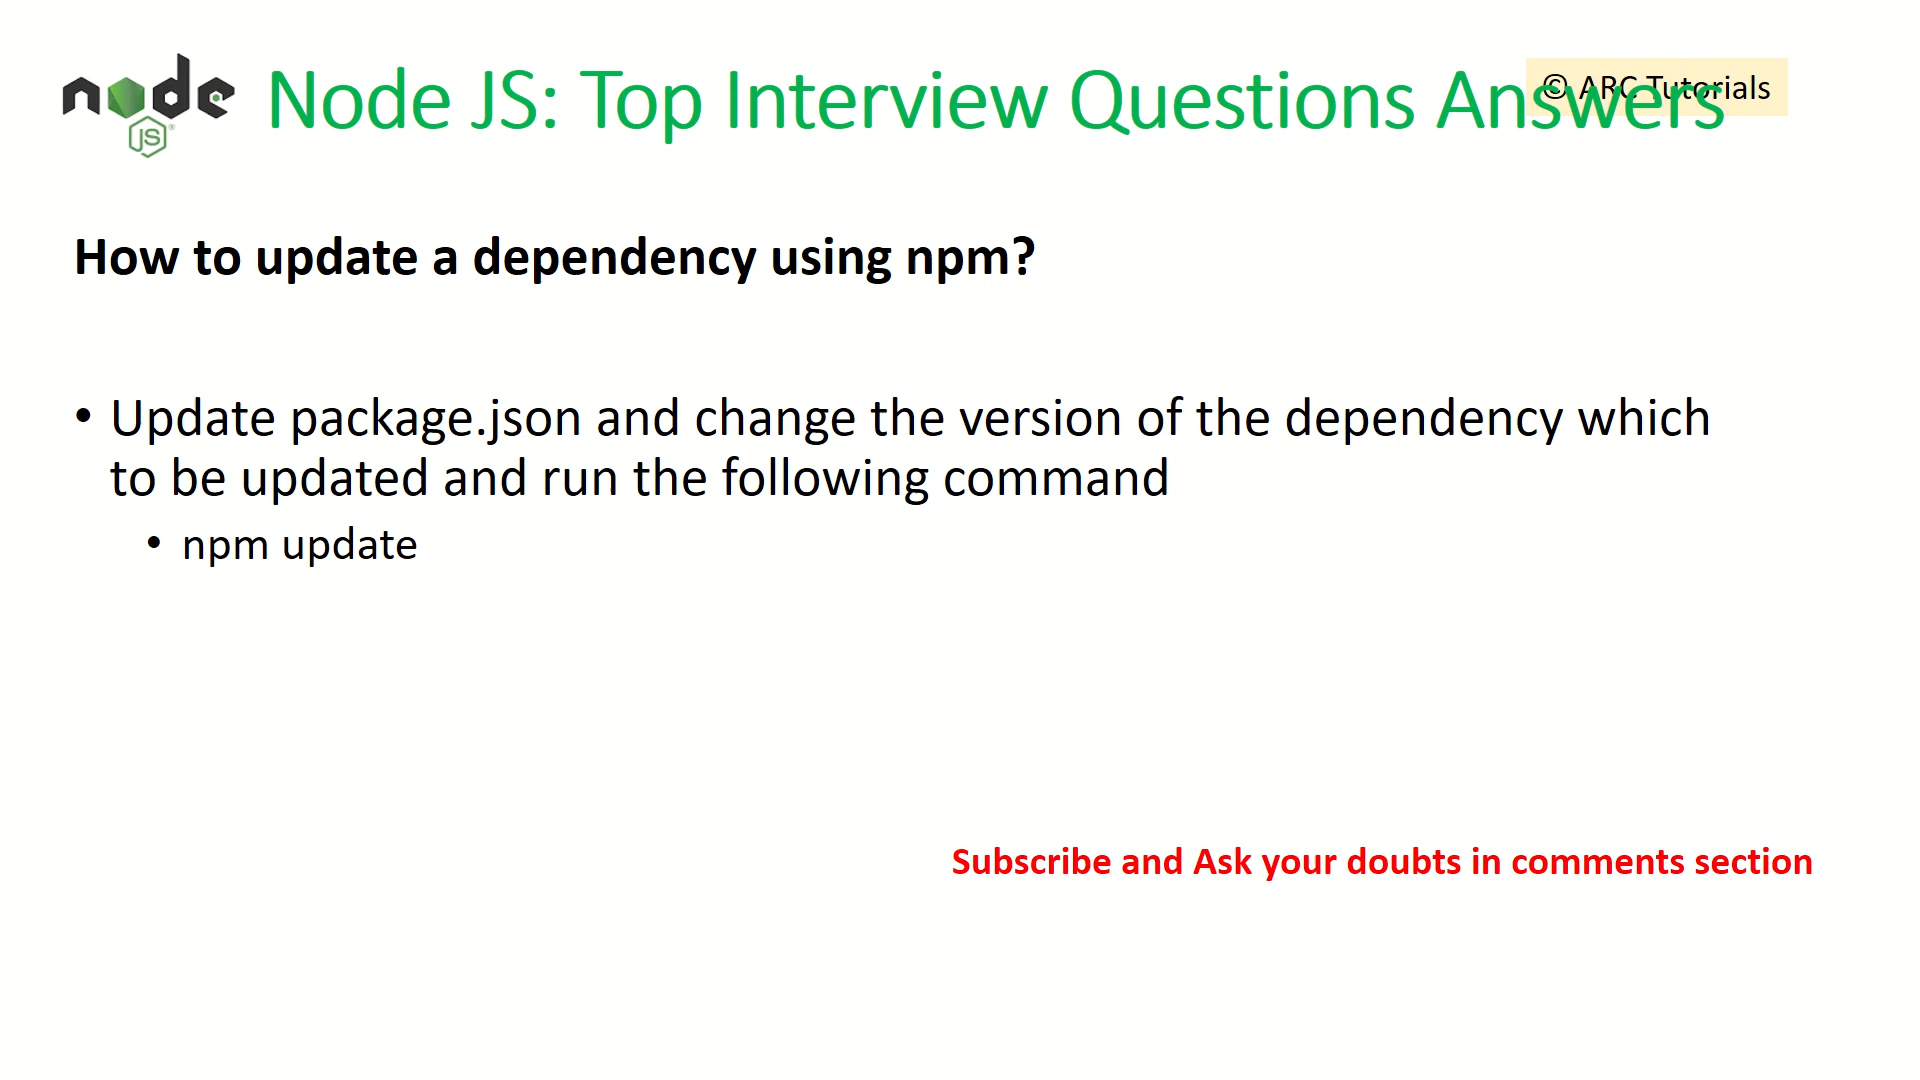 node
JS
Node JS: Top Interview Questions Answers
© ARC Tutorials
How to update a dependency using npm?
• Update package.json and change the version of the dependency which
to be updated and run the following command
• npm update
Subscribe and Ask your doubts in comments section